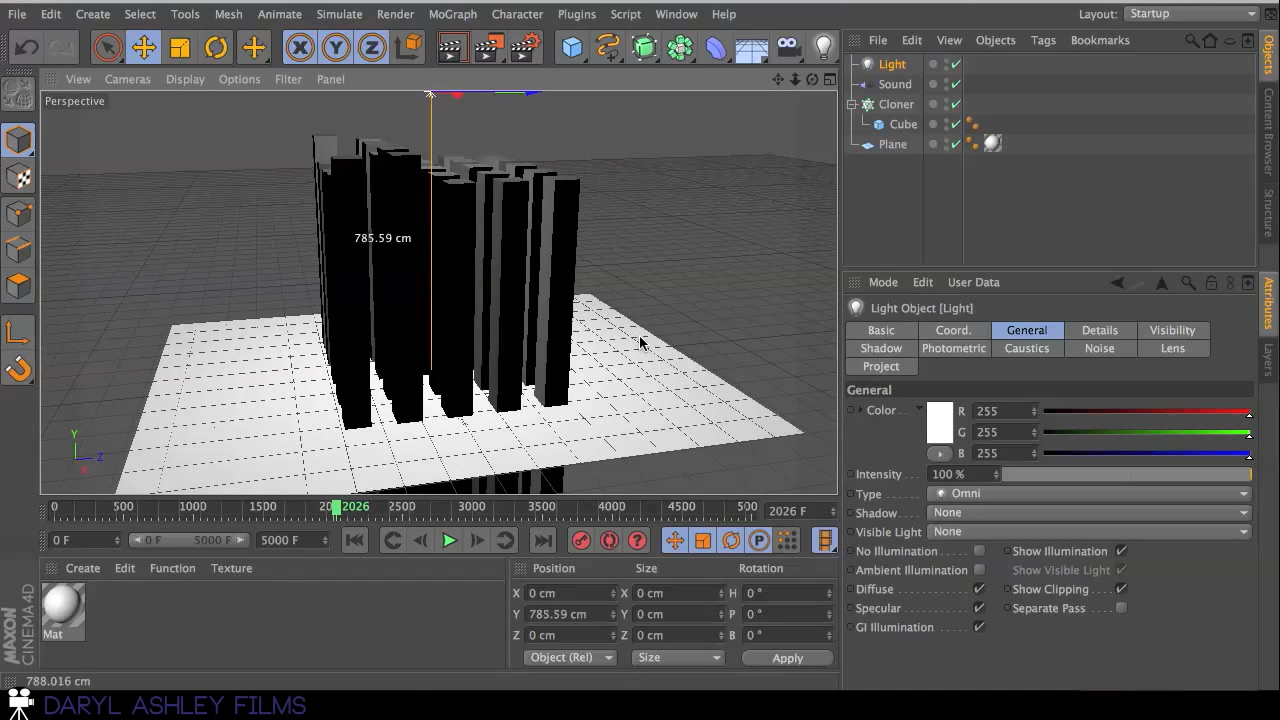 File Edit Create Select Tools Mesh Animate Simulate Render MoGraph Character Plugins Script Window Help Layout: Startup
X Y Z
File Edit View Objects Tags Bookmarks
Objects
Content Browser
Structure
Light
Sound
Cloner
Cube
Plane
View Cameras Display Options Filter Panel
Perspective
785.59 cm
Y
Z
X
Mode Edit User Data
Attributes
Layers
Light Object [Light]
Basic Coord. General Details Visibility
Shadow Photometric Caustics Noise Lens
Project
General
Color . . R 255
G 255
B 255
Intensity 100 %
Type Omni
Shadow. None
Visible Light None
No Illumination . . . . . Show Illumination
Ambient Illumination Show Visible Light
Diffuse . . . . . . . . . . . Show Clipping . . . .
Specular . . . . . . . . . . Separate Pass . . . .
GI Illumination . . . . .
0 500 1000 1500 2026 2500 3000 3500 4000 4500 500 2026 F
0 F 0 F 5000 F 5000 F
P
Create Edit Function Texture
Mat
Position Size Rotation
X 0 cm X 0 cm H 0 °
Y 785.59 cm Y 0 cm P 0 °
Z 0 cm Z 0 cm B 0 °
Object (Rel) Size Apply
MAXON
CINEMA 4D
788.016 cm
DARYL ASHLEY FILMS